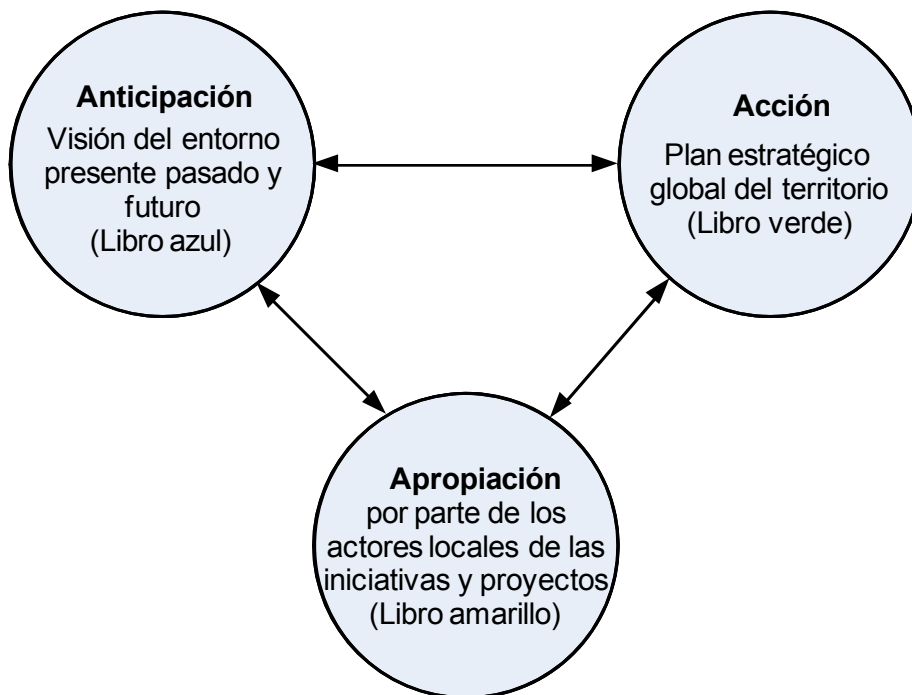 Anticipación
Visión del entorno
presente pasado y
futuro
(Libro azul)
Acción
Plan estratégico
global del territorio
(Libro verde)
Apropiación
por parte de los
actores locales de las
iniciativas y proyectos
(Libro amarillo)